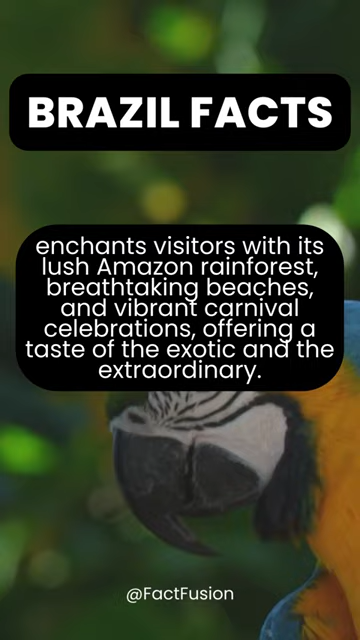 BRAZIL FACTS
enchants visitors with its
lush Amazon rainforest,
breathtaking beaches,
and vibrant carnival
celebrations, offering a
taste of the exotic and the
extraordinary.
@FactFusion